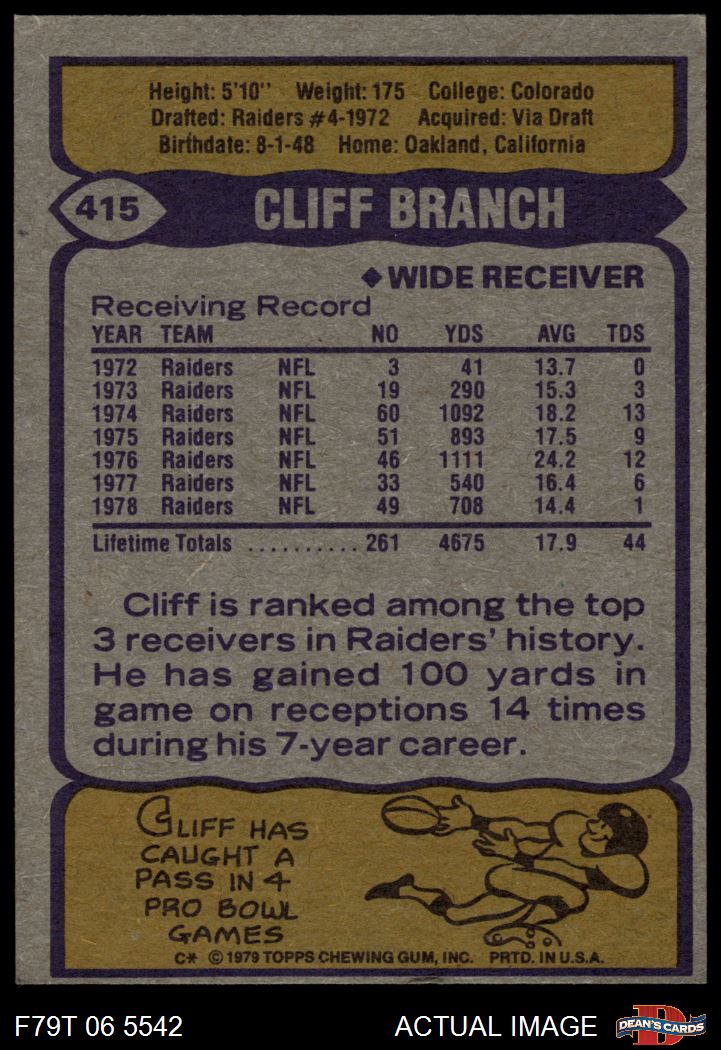 Height: 5'10" Weight: 175 College: Colorado
Drafted: Raiders #4-1972 Acquired: Via Draft
Birthdate: 8-1-48 Home: Oakland, California
415 CLIFF BRANCH
◆ WIDE RECEIVER
Receiving Record
YEAR TEAM NO YDS AVG TDS
1972 Raiders NFL 3 41 13.7 0
1973 Raiders NFL 19 290 15.3 3
1974 Raiders NFL 60 1092 18.2 13
1975 Raiders NFL 51 893 17.5 9
1976 Raiders NFL 46 1111 24.2 12
1977 Raiders NFL 33 540 16.4 6
1978 Raiders NFL 49 708 14.4 1
Lifetime Totals .......... 261 4675 17.9 44
Cliff is ranked among the top
3 receivers in Raiders' history.
He has gained 100 yards in
game on receptions 14 times
during his 7-year career.
CLIFF HAS
CAUGHT A
PASS IN 4
PRO BOWL
GAMES
C* © 1979 TOPPS CHEWING GUM, INC. PRTD. IN U.S.A.
F79T 06 5542 ACTUAL IMAGE D DEAN'S CARDS